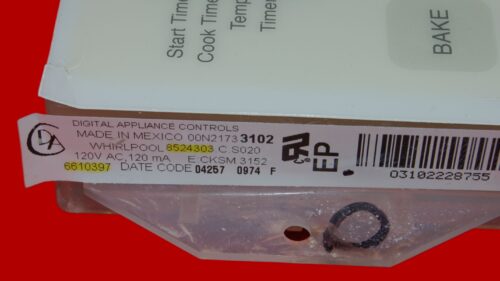 Start Time
Cook Time
Temp
Timer
BAKE
DIGITAL APPLIANCE CONTROLS
MADE IN MEXICO 00N21733102
WHIRLPOOL 8524303 C S020
120V AC, 120 mA E CKSM 3152
6610397 DATE CODE 04257 0974 F
EP
03102228755